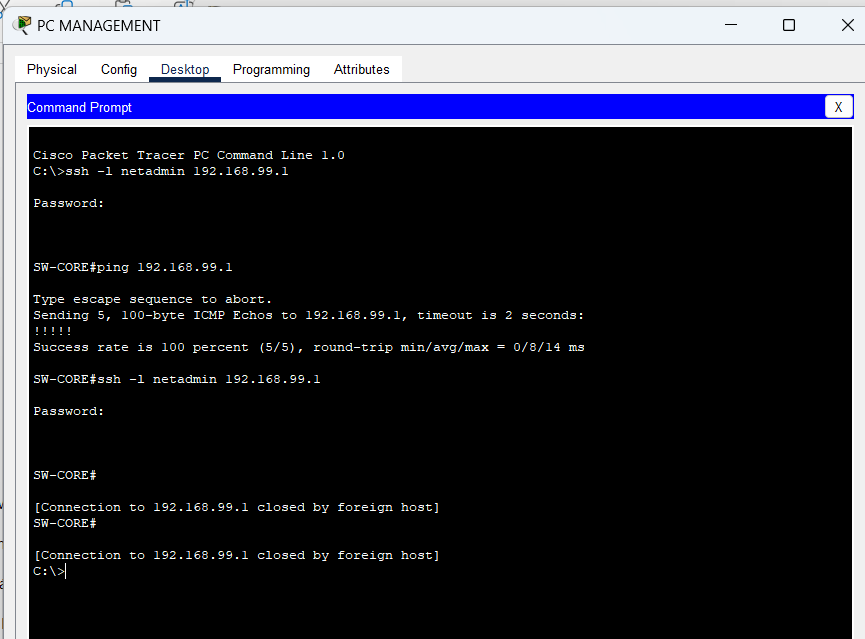 PC MANAGEMENT
Physical Config Desktop Programming Attributes
Command Prompt X
Cisco Packet Tracer PC Command Line 1.0
C:\>ssh -l netadmin 192.168.99.1
Password:
SW-CORE#ping 192.168.99.1
Type escape sequence to abort.
Sending 5, 100-byte ICMP Echos to 192.168.99.1, timeout is 2 seconds:
!!!!!
Success rate is 100 percent (5/5), round-trip min/avg/max = 0/8/14 ms
SW-CORE#ssh -l netadmin 192.168.99.1
Password:
SW-CORE#
[Connection to 192.168.99.1 closed by foreign host]
SW-CORE#
[Connection to 192.168.99.1 closed by foreign host]
C:\>